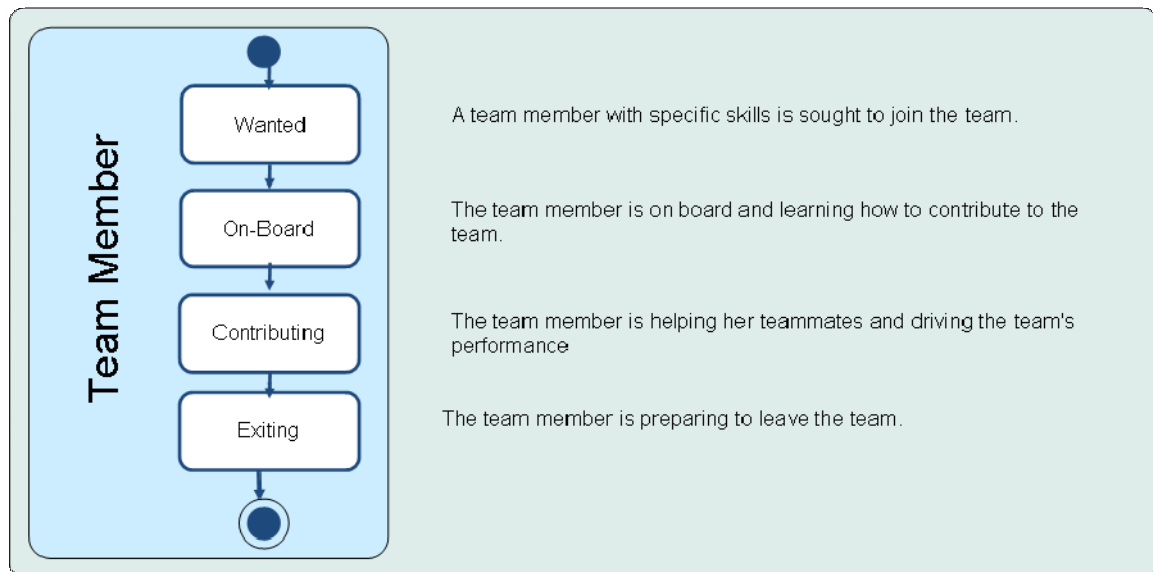 Team Member
Wanted
A team member with specific skills is sought to join the team.
On-Board
The team member is on board and learning how to contribute to the
team.
Contributing
The team member is helping her teammates and driving the team's
performance
Exiting
The team member is preparing to leave the team.